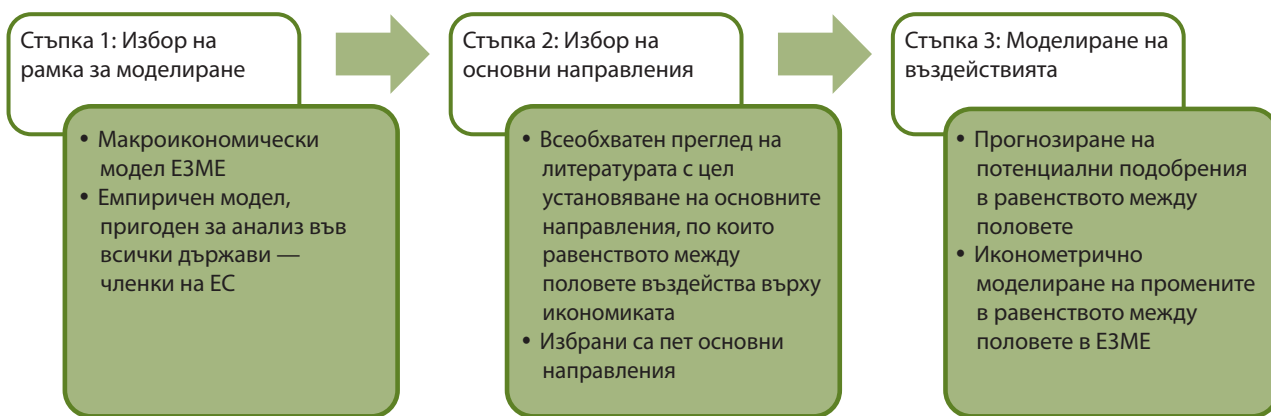 Стъпка 1: Избор на
рамка за моделиране
• Макроикономически
модел E3ME
• Емпиричен модел,
пригоден за анализ във
всички държави —
членки на ЕС
Стъпка 2: Избор на
основни направления
• Всеобхватен преглед на
литературата с цел
установяване на основните
направления, по които
равенството между
половете въздейства върху
икономиката
• Избрани са пет основни
направления
Стъпка 3: Моделиране на
въздействията
• Прогнозиране на
потенциални подобрения
в равенството между
половете
• Иконометрично
моделиране на промените
в равенството между
половете в E3ME